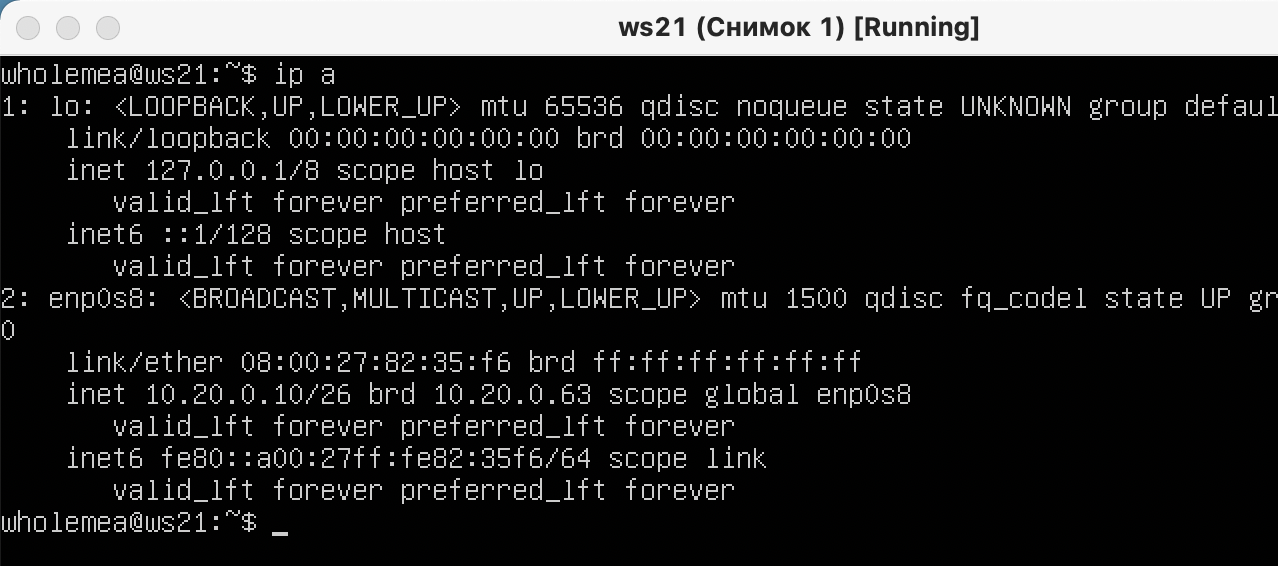 ws21 (Снимок 1) [Running]
wholemea@ws21:~$ ip a
1: lo: <LOOPBACK,UP,LOWER_UP> mtu 65536 qdisc noqueue state UNKNOWN group defaul
    link/loopback 00:00:00:00:00:00 brd 00:00:00:00:00:00
    inet 127.0.0.1/8 scope host lo
       valid_lft forever preferred_lft forever
    inet6 ::1/128 scope host
       valid_lft forever preferred_lft forever
2: enp0s8: <BROADCAST,MULTICAST,UP,LOWER_UP> mtu 1500 qdisc fq_codel state UP gr
0
    link/ether 08:00:27:82:35:f6 brd ff:ff:ff:ff:ff:ff
    inet 10.20.0.10/26 brd 10.20.0.63 scope global enp0s8
       valid_lft forever preferred_lft forever
    inet6 fe80::a00:27ff:fe82:35f6/64 scope link
       valid_lft forever preferred_lft forever
wholemea@ws21:~$ _